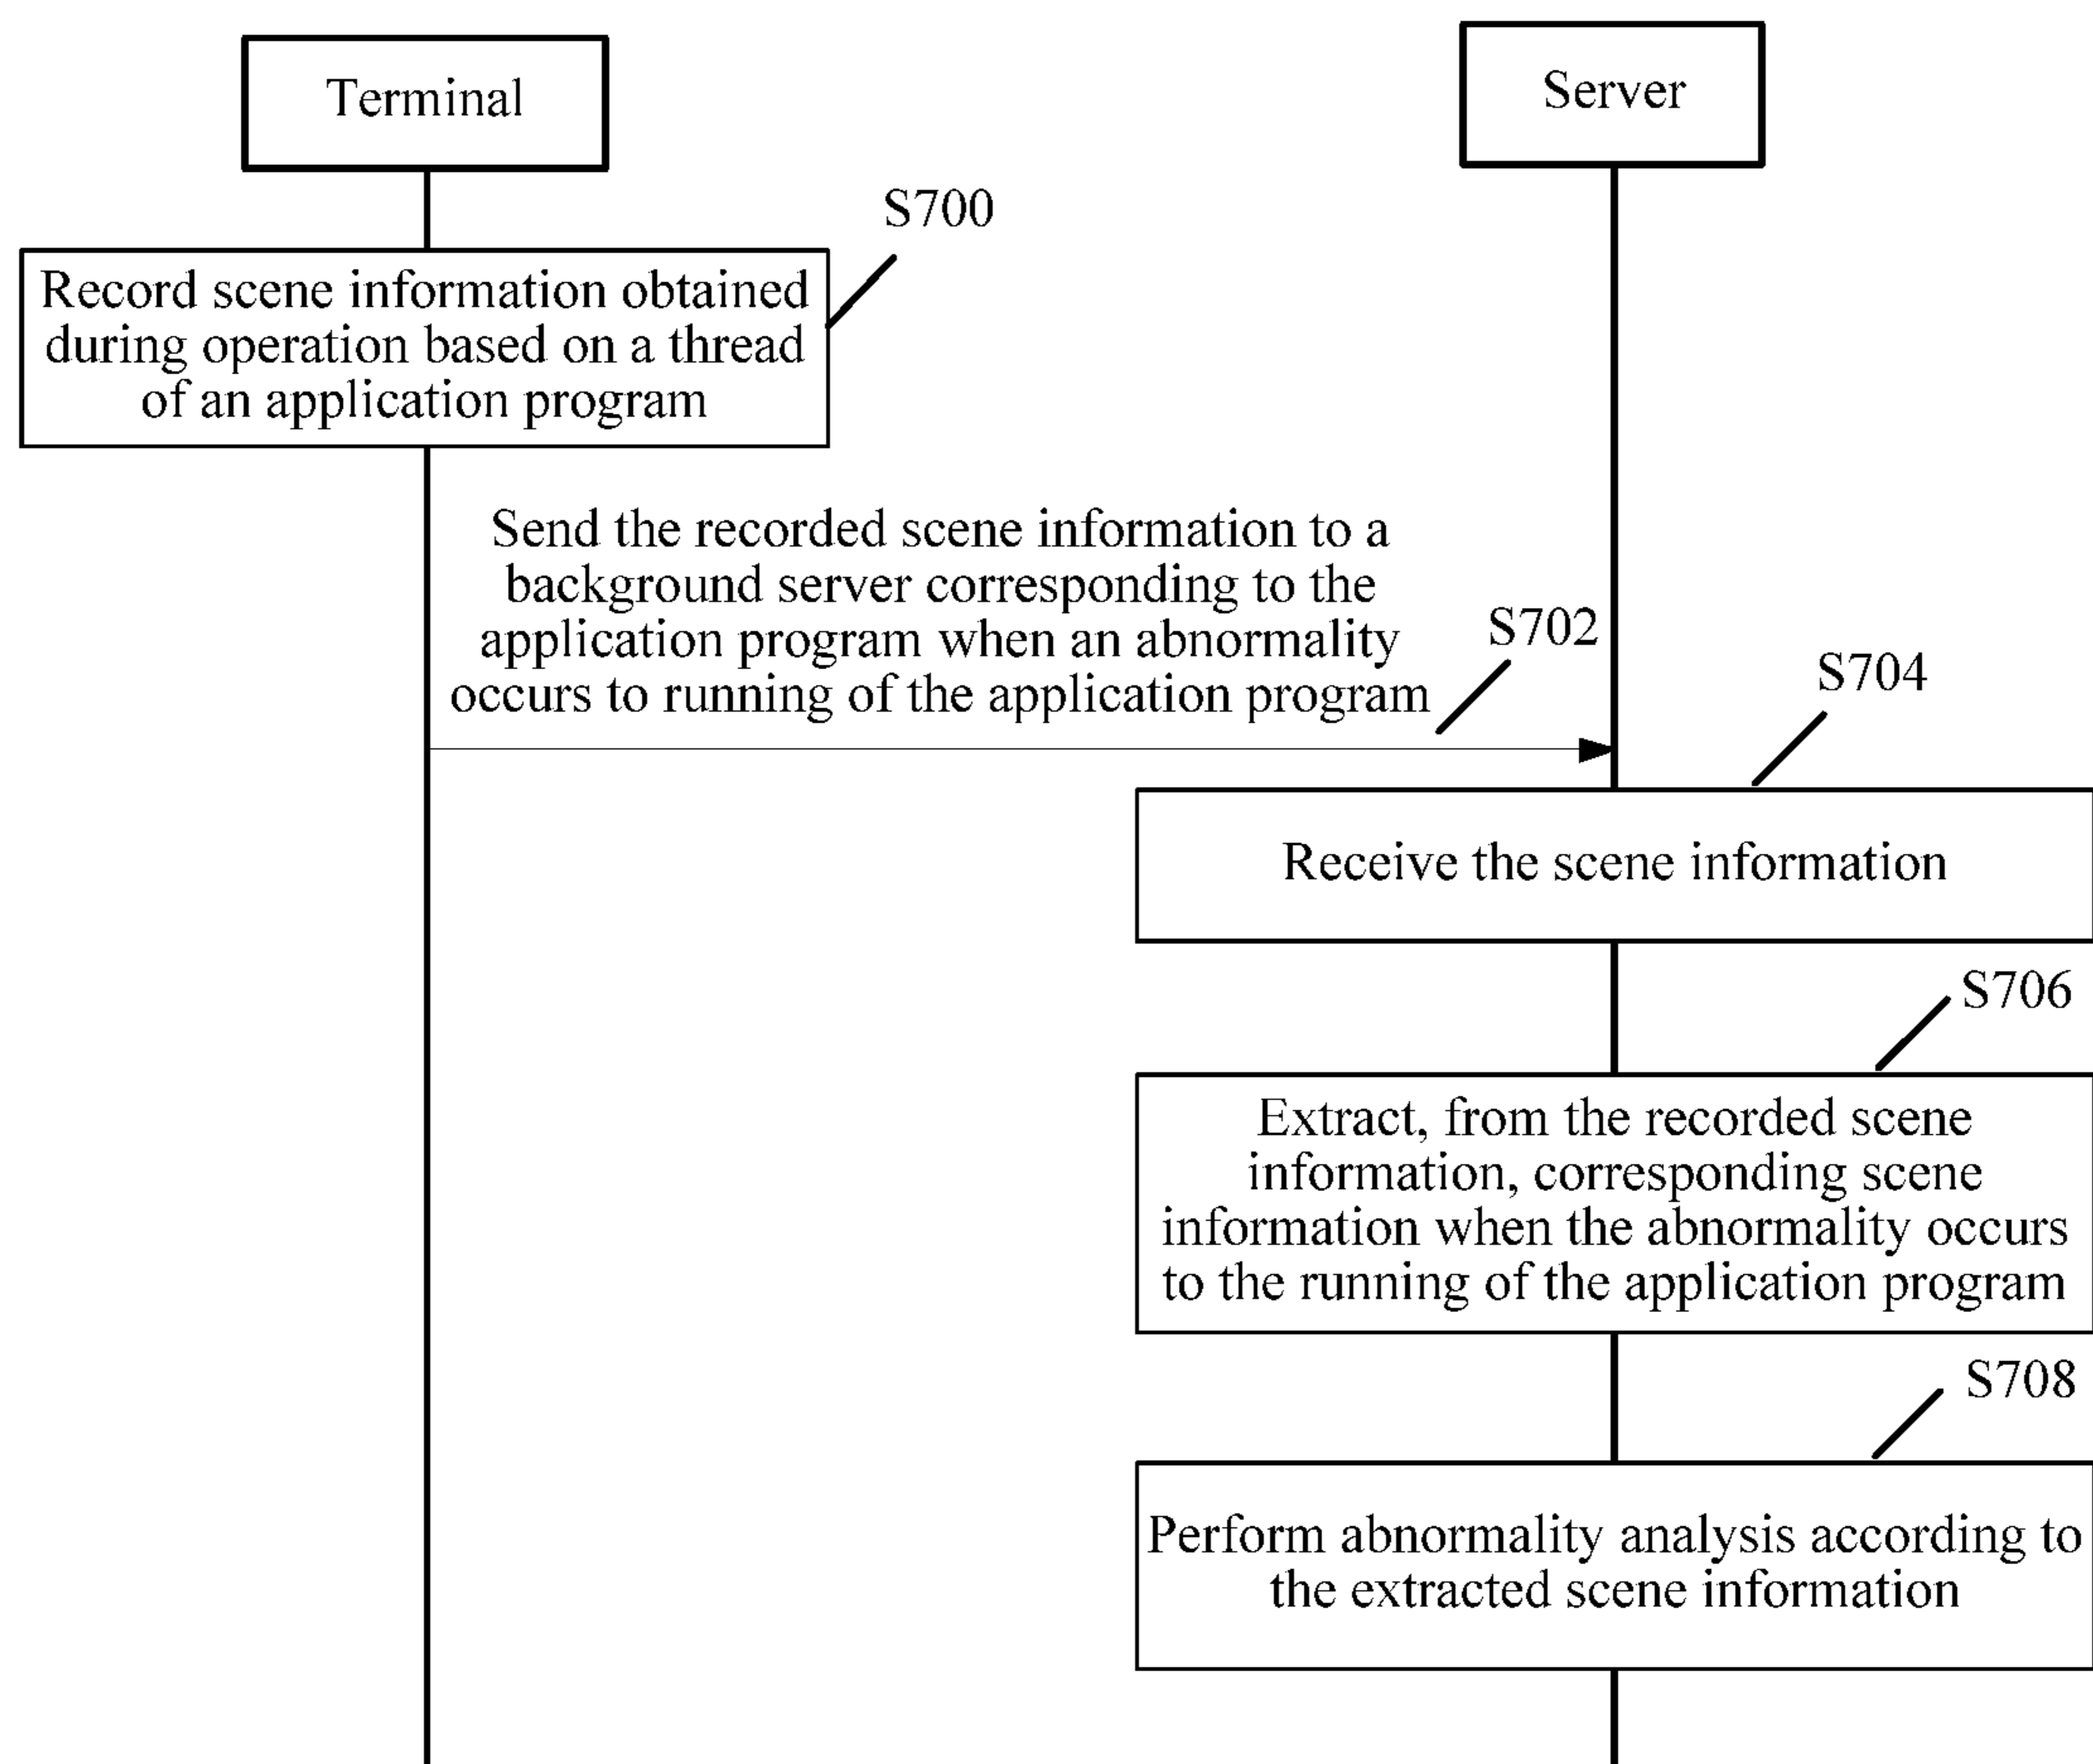 Terminal
Server
S700
Record scene information obtained
during operation based on a thread
of an application program
Send the recorded scene information to a
background server corresponding to the
application program when an abnormality
occurs to running of the application program
S702
S704
Receive the scene information
S706
Extract, from the recorded scene
information, corresponding scene
information when the abnormality occurs
to the running of the application program
S708
Perform abnormality analysis according to
the extracted scene information